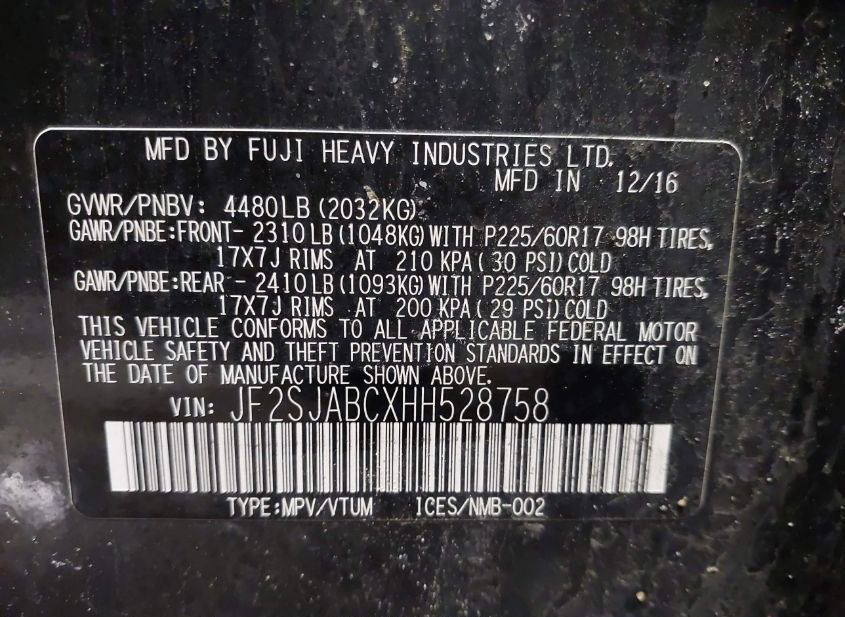 MFD BY FUJI HEAVY INDUSTRIES LTD.
MFD IN 12/16
GVWR/PNBV: 4480LB (2032KG)
GAWR/PNBE:FRONT- 2310LB (1048KG) WITH P225/60R17 98H TIRES,
17X7J RIMS AT 210 KPA( 30 PSI) COLD
GAWR/PNBE:REAR - 2410LB (1093KG) WITH P225/60R17 98H TIRES,
17X7J RIMS AT 200 KPA( 29 PSI) COLD
THIS VEHICLE CONFORMS TO ALL APPLICABLE FEDERAL MOTOR
VEHICLE SAFETY AND THEFT PREVENTION STANDARDS IN EFFECT ON
THE DATE OF MANUFACTURE SHOWN ABOVE.
VIN: JF2SJABCXHH528758
TYPE:MPV/VTUM ICES/NMB-002